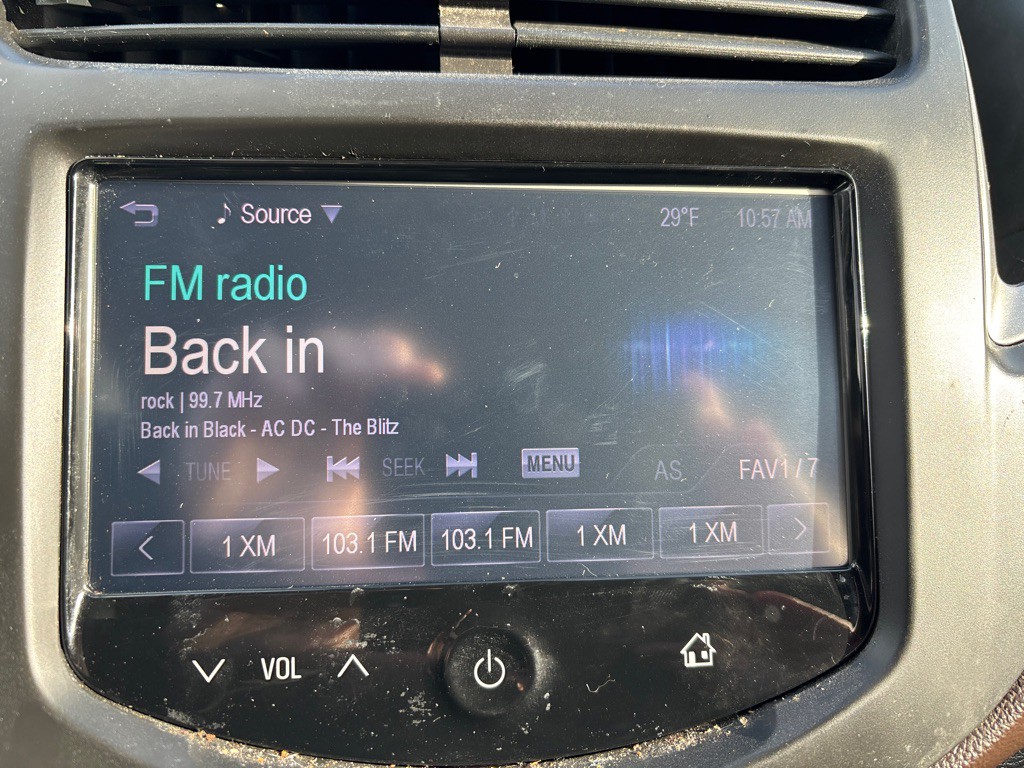 Source
29°F 10:57 AM
FM radio
Back in
rock | 99.7 MHz
Back in Black - AC DC - The Blitz
TUNE SEEK MENU AS FAV1 / 7
1 XM 103.1 FM 103.1 FM 1 XM 1 XM
VOL